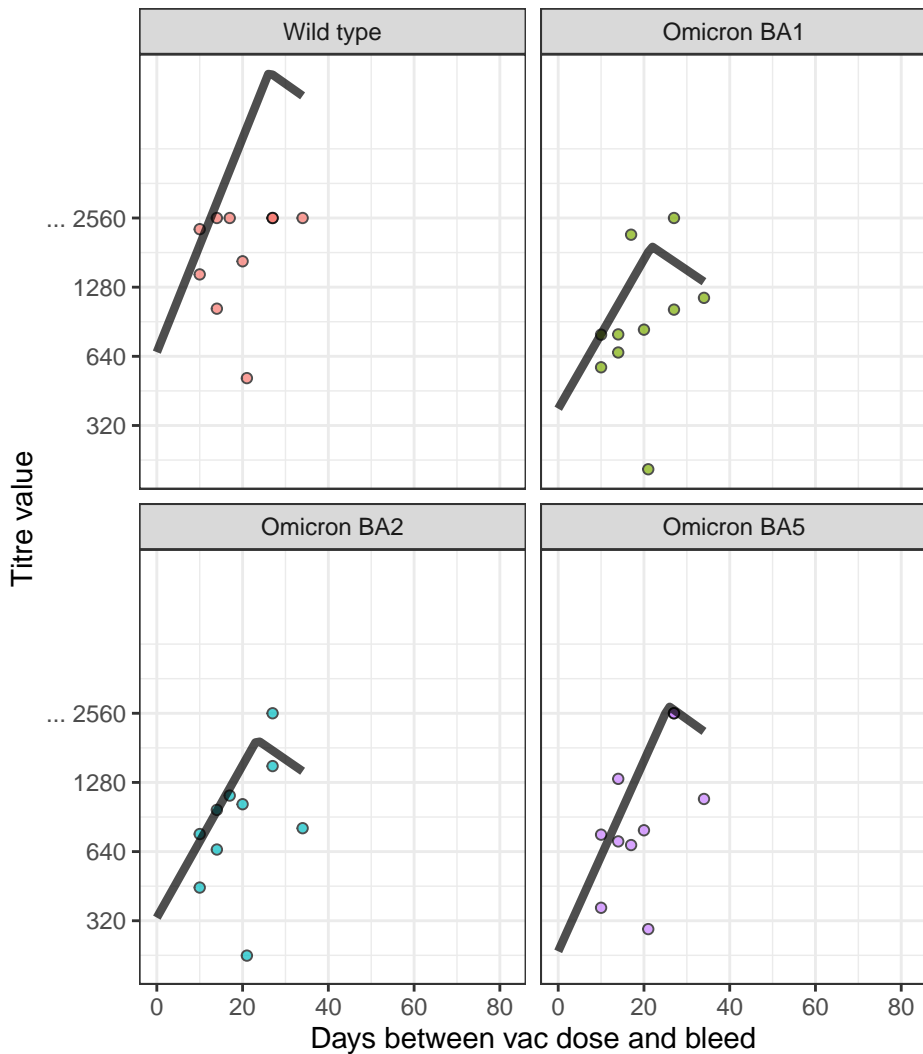 Wild type
Omicron BA1
... 2560
1280
640
320
Omicron BA2
Omicron BA5
... 2560
1280
640
320
0 20 40 60 80
0 20 40 60 80
Days between vac dose and bleed
Titre value